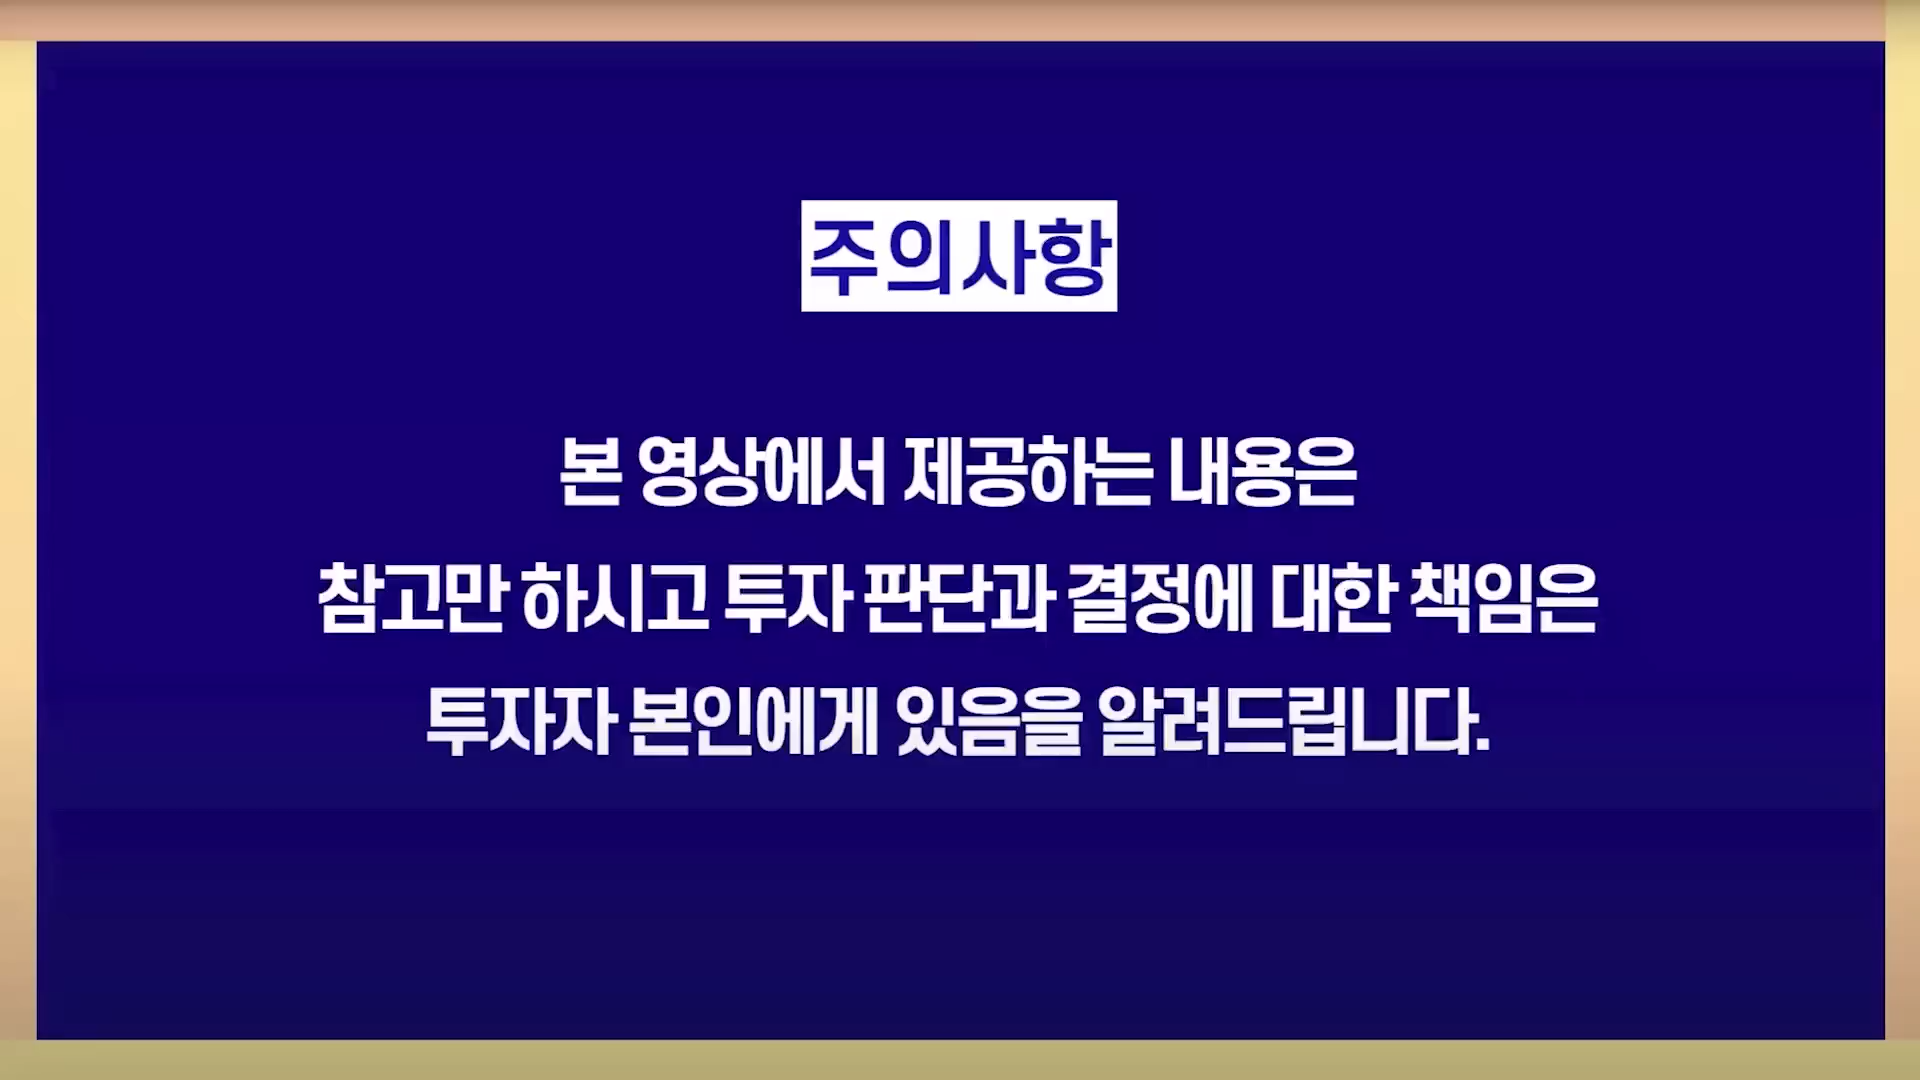 주의사항
본 영상에서 제공하는 내용은
참고만 하시고 투자 판단과 결정에 대한 책임은
투자자 본인에게 있음을 알려드립니다.